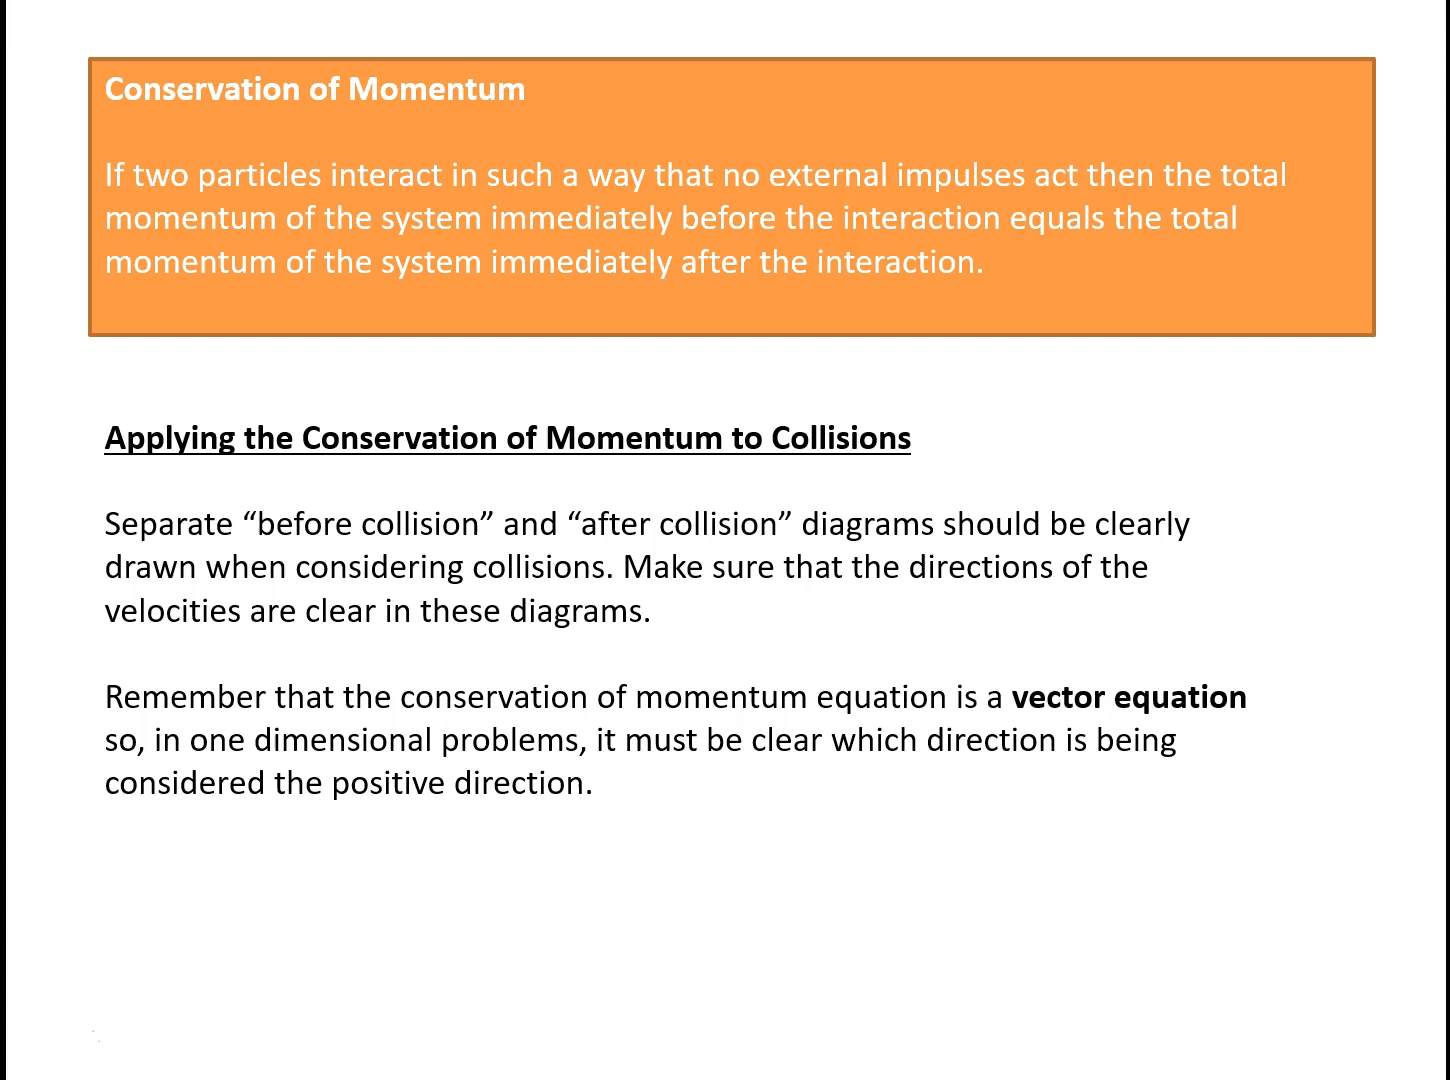 Conservation of Momentum
If two particles interact in such a way that no external impulses act then the total
momentum of the system immediately before the interaction equals the total
momentum of the system immediately after the interaction.
Applying the Conservation of Momentum to Collisions
Separate “before collision” and “after collision” diagrams should be clearly
drawn when considering collisions. Make sure that the directions of the
velocities are clear in these diagrams.
Remember that the conservation of momentum equation is a vector equation
so, in one dimensional problems, it must be clear which direction is being
considered the positive direction.